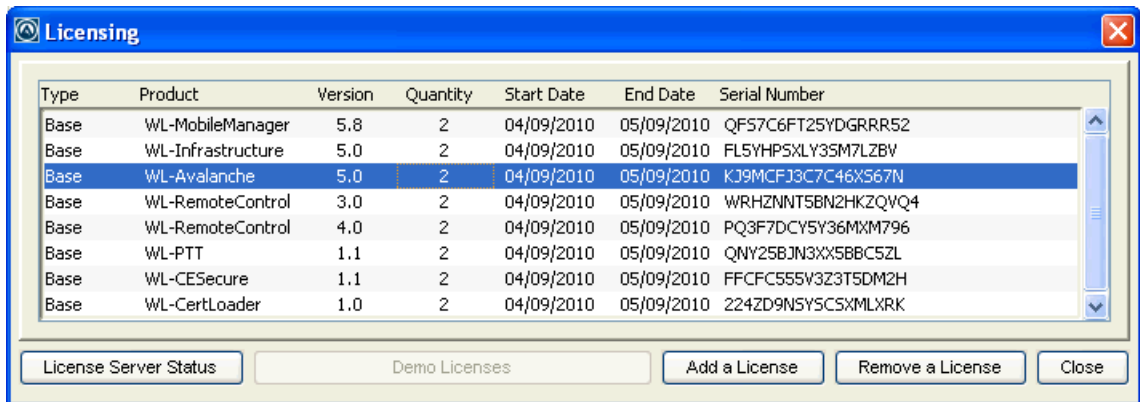 Licensing
Type Product Version Quantity Start Date End Date Serial Number
Base WL-MobileManager 5.8 2 04/09/2010 05/09/2010 QFS7C6FT25YDGRRR52
Base WL-Infrastructure 5.0 2 04/09/2010 05/09/2010 FL5YHPSXLY3SM7LZBV
Base WL-Avalanche 5.0 2 04/09/2010 05/09/2010 KJ9MCFJ3C7C46XS67N
Base WL-RemoteControl 3.0 2 04/09/2010 05/09/2010 WRHZNNT5BN2HKZQVQ4
Base WL-RemoteControl 4.0 2 04/09/2010 05/09/2010 PQ3F7DCY5Y36MXM796
Base WL-PTT 1.1 2 04/09/2010 05/09/2010 QNY25BJN3XX5BBC5ZL
Base WL-CESecure 1.1 2 04/09/2010 05/09/2010 FFCFC555V3Z3T5DM2H
Base WL-CertLoader 1.0 2 04/09/2010 05/09/2010 224ZD9NSYSCSXMLXRK
License Server Status Demo Licenses Add a License Remove a License Close